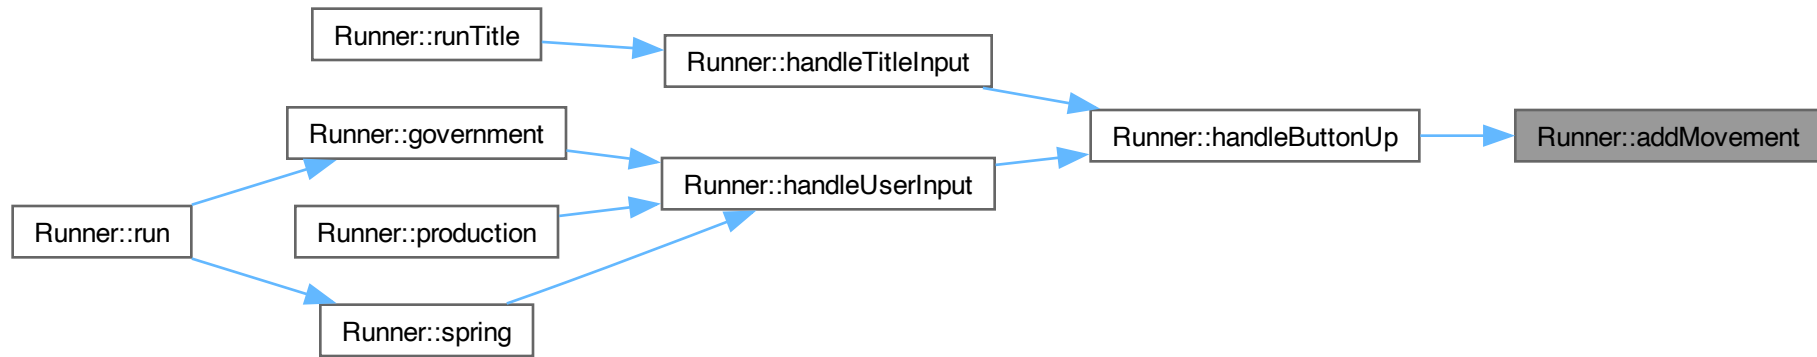 Runner::runTitle
Runner::handleTitleInput
Runner::government
Runner::handleButtonUp
Runner::addMovement
Runner::handleUserInput
Runner::run
Runner::production
Runner::spring